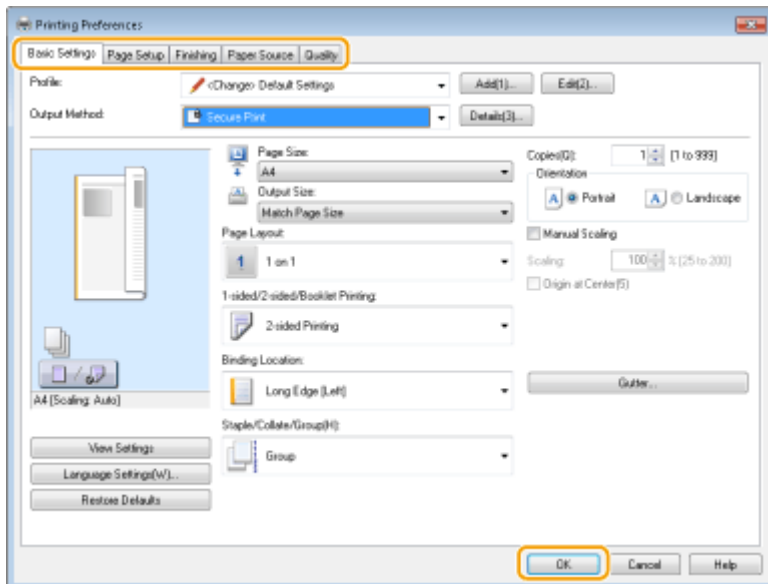 Printing Preferences
Basic Settings Page Setup Finishing Paper Source Quality
Profile: <Change> Default Settings Add(1)... Edit(2)...
Output Method: Secure Print Details(3)...
Page Size:
A4
Output Size:
Match Page Size
Page Layout:
1 1 on 1
1-sided/2-sided/Booklet Printing:
2-sided Printing
Binding Location:
Long Edge [Left]
Staple/Collate/Group(H):
Group
Copies(Q): 1 [1 to 999]
Orientation
A Portrait A Landscape
Manual Scaling
Scaling: 100 % [25 to 200]
Origin at Center(5)
Gutter...
A4 [Scaling: Auto]
View Settings
Language Settings(W)...
Restore Defaults
OK Cancel Help